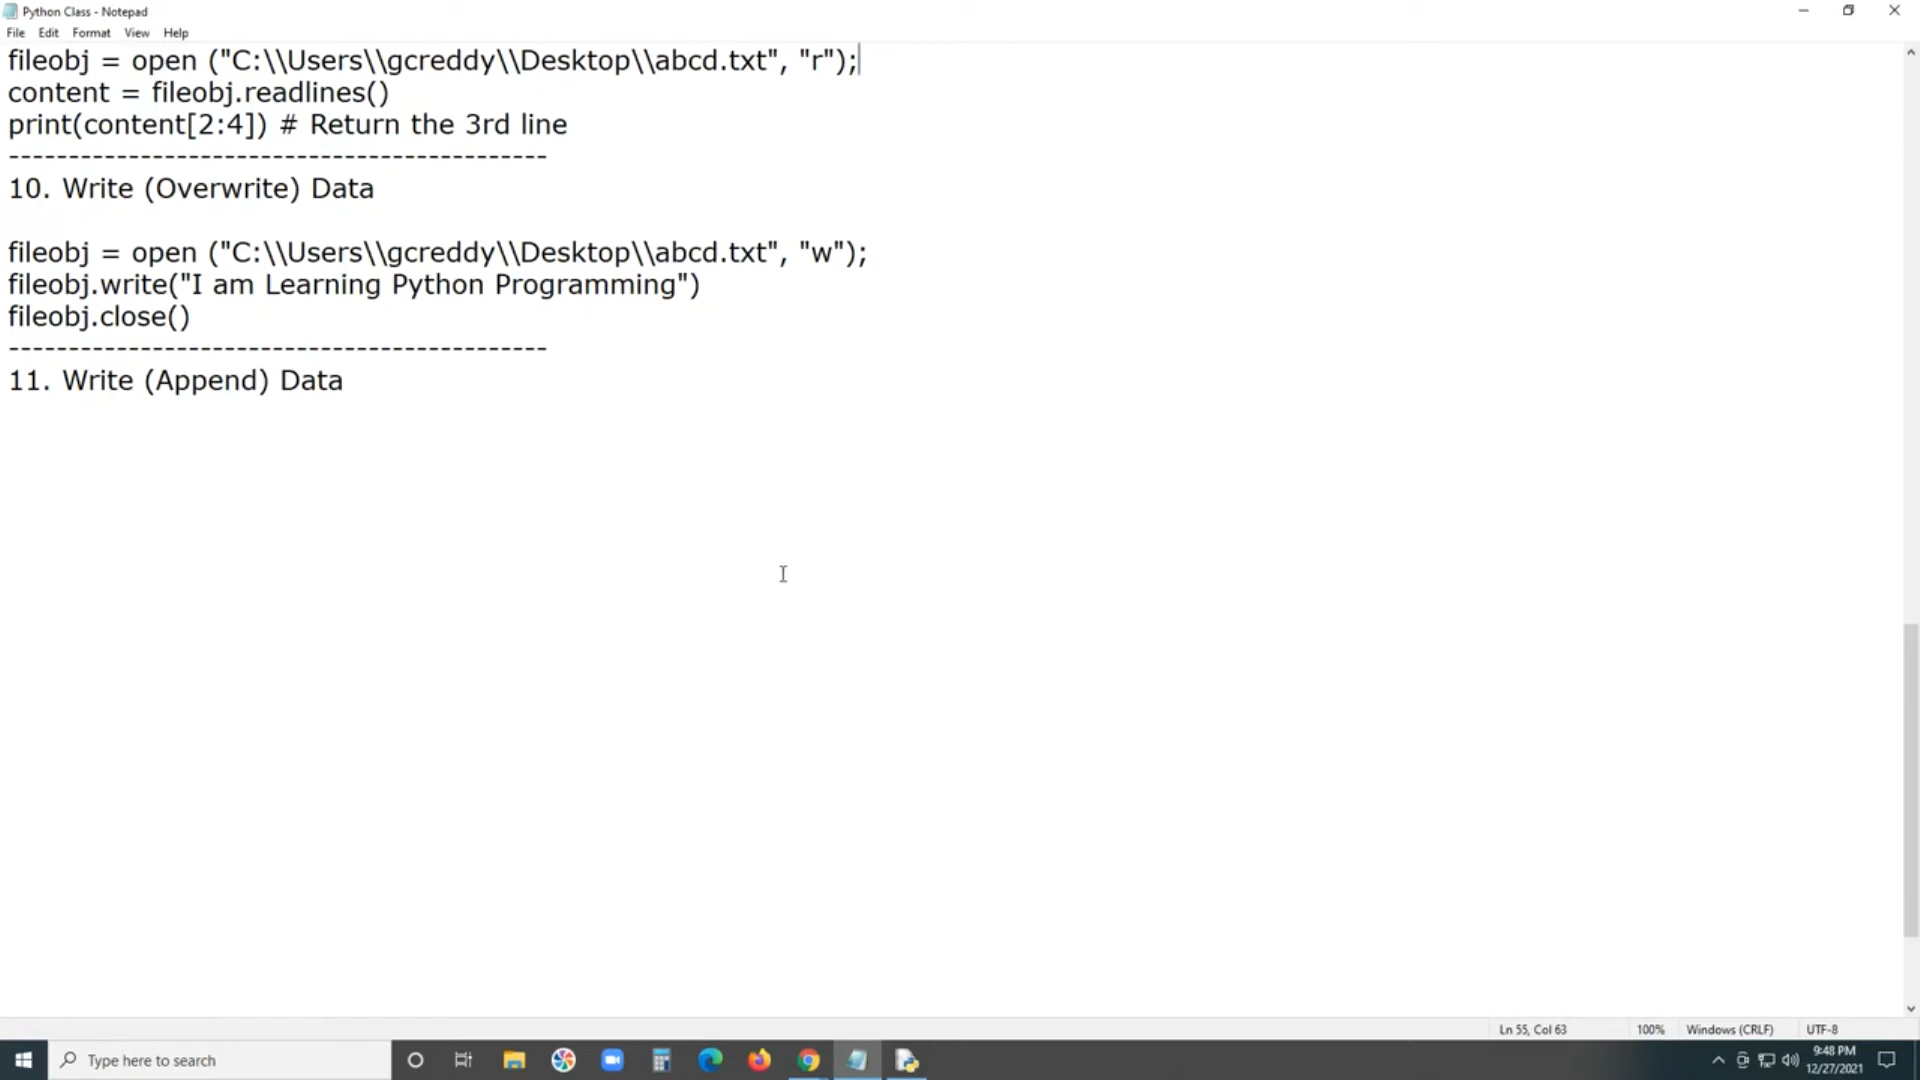 Python Class - Notepad
File Edit Format View Help
fileobj = open ("C:\\Users\\gcreddy\\Desktop\\abcd.txt", "r");
content = fileobj.readlines()
print(content[2:4]) # Return the 3rd line
---------------------------------------------
10. Write (Overwrite) Data
fileobj = open ("C:\\Users\\gcreddy\\Desktop\\abcd.txt", "w");
fileobj.write("I am Learning Python Programming")
fileobj.close()
---------------------------------------------
11. Write (Append) Data
Ln 55, Col 63 100% Windows (CRLF) UTF-8
Type here to search
9:48 PM
12/27/2021